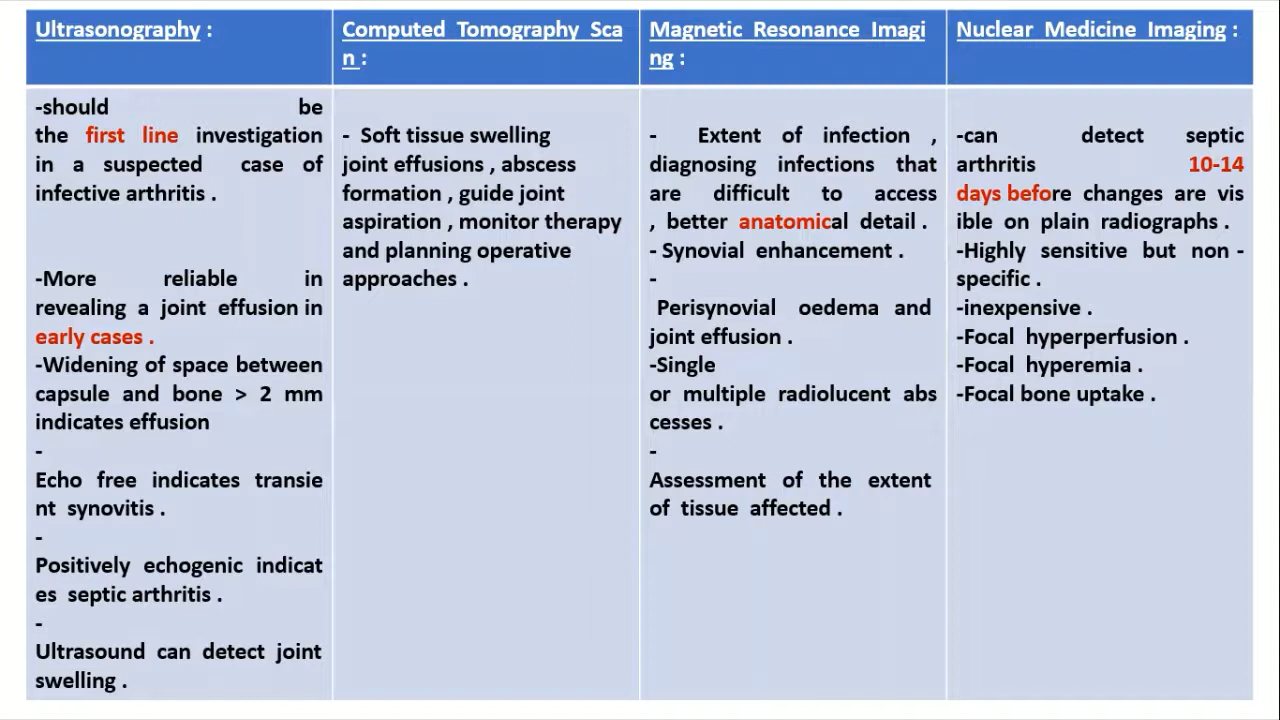 Ultrasonography :
-should be
the first line investigation
in a suspected case of
infective arthritis .
-More reliable in
revealing a joint effusion in
early cases .
-Widening of space between
capsule and bone > 2 mm
indicates effusion
-
Echo free indicates transie
nt synovitis .
-
Positively echogenic indicat
es septic arthritis .
-
Ultrasound can detect joint
swelling .
Computed Tomography Sca
n :
- Soft tissue swelling
joint effusions , abscess
formation , guide joint
aspiration , monitor therapy
and planning operative
approaches .
Magnetic Resonance Imagi
ng :
- Extent of infection ,
diagnosing infections that
are difficult to access
, better anatomical detail .
- Synovial enhancement .
-
Perisynovial oedema and
joint effusion .
-Single
or multiple radiolucent abs
cesses .
-
Assessment of the extent
of tissue affected .
Nuclear Medicine Imaging :
-can detect septic
arthritis 10-14
days before changes are vis
ible on plain radiographs .
-Highly sensitive but non -
specific .
-inexpensive .
-Focal hyperperfusion .
-Focal hyperemia .
-Focal bone uptake .